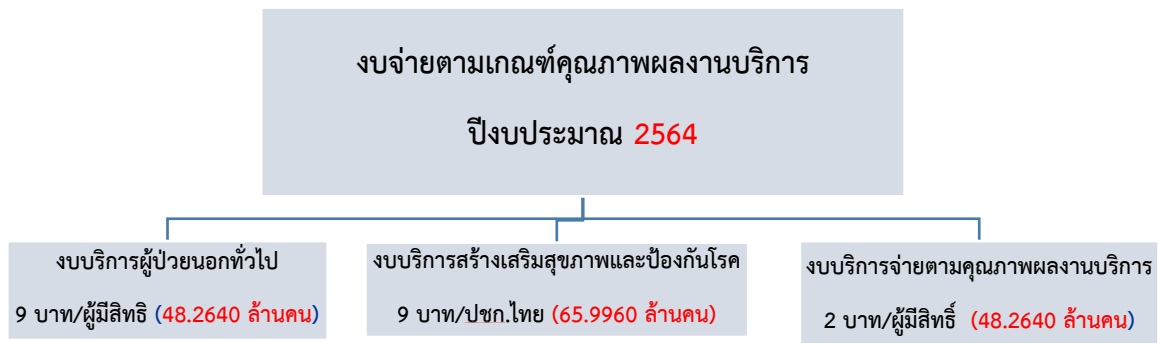 งบจ่ายตามเกณฑ์คุณภาพผลงานบริการ
ปีงบประมาณ 2564
งบบริการผู้ป่วยนอกทั่วไป
9 บาท/ผู้มีสิทธิ (48.2640 ล้านคน)
งบบริการสร้างเสริมสุขภาพและป้องกันโรค
9 บาท/ปชก.ไทย (65.9960 ล้านคน)
งบบริการจ่ายตามคุณภาพผลงานบริการ
2 บาท/ผู้มีสิทธิ์ (48.2640 ล้านคน)